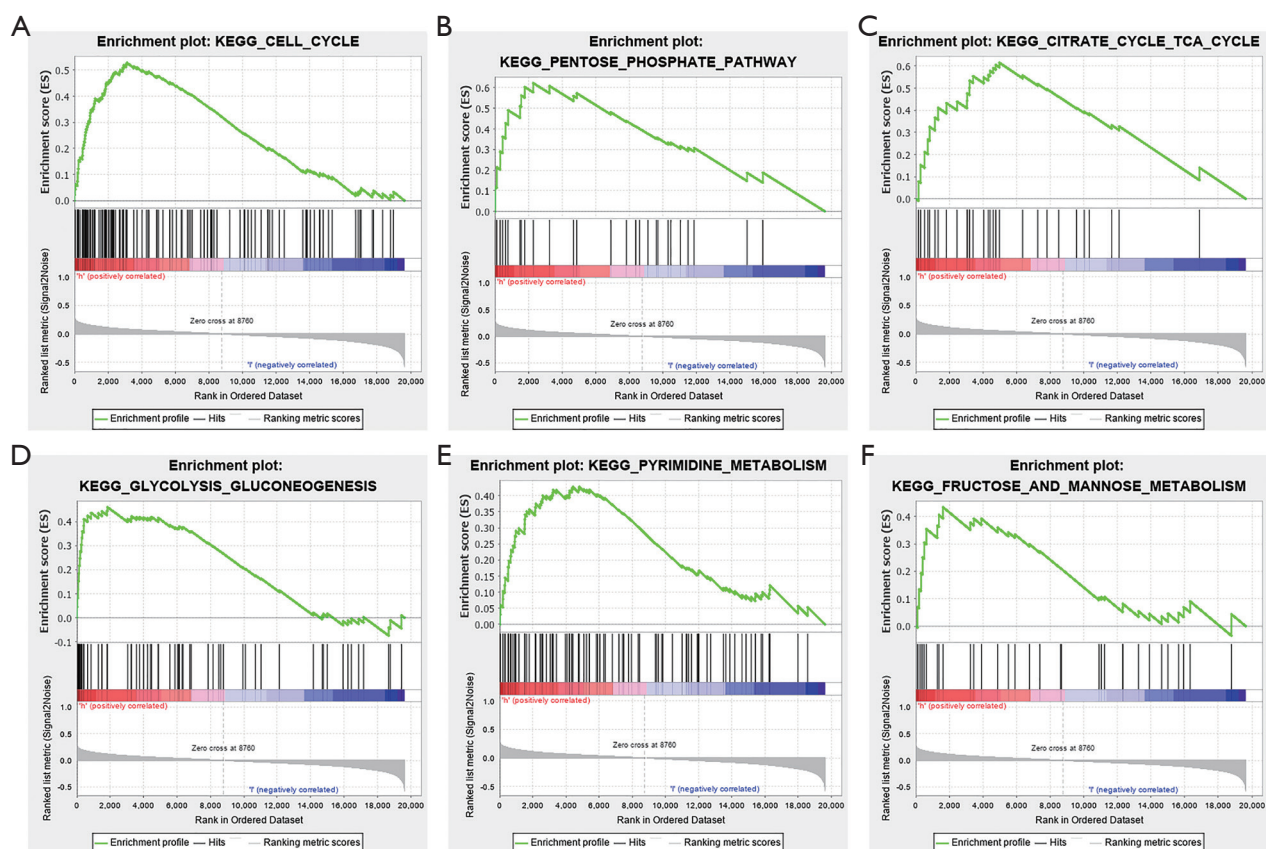 A
Enrichment plot: KEGG_CELL_CYCLE
Enrichment score (ES)
0.5
0.4
0.3
0.2
0.1
0.0
'h' (positively correlated)
Ranked list metric (Signal2Noise)
1.0
0.5
0.0
-0.5
Zero cross at 8760
'l' (negatively correlated)
0 2,000 4,000 6,000 8,000 10,000 12,000 14,000 16,000 18,000 20,000
Rank in Ordered Dataset
Enrichment profile Hits Ranking metric scores
B
Enrichment plot:
KEGG_PENTOSE_PHOSPHATE_PATHWAY
Enrichment score (ES)
0.6
0.5
0.4
0.3
0.2
0.1
0.0
'h' (positively correlated)
Ranked list metric (Signal2Noise)
1.0
0.5
0.0
-0.5
Zero cross at 8760
'l' (negatively correlated)
0 2,000 4,000 6,000 8,000 10,000 12,000 14,000 16,000 18,000 20,000
Rank in Ordered Dataset
Enrichment profile Hits Ranking metric scores
C
Enrichment plot: KEGG_CITRATE_CYCLE_TCA_CYCLE
Enrichment score (ES)
0.6
0.5
0.4
0.3
0.2
0.1
0.0
'h' (positively correlated)
Ranked list metric (Signal2Noise)
1.0
0.5
0.0
-0.5
Zero cross at 8760
'l' (negatively correlated)
0 2,000 4,000 6,000 8,000 10,000 12,000 14,000 16,000 18,000 20,000
Rank in Ordered Dataset
Enrichment profile Hits Ranking metric scores
D
Enrichment plot:
KEGG_GLYCOLYSIS_GLUCONEOGENESIS
Enrichment score (ES)
0.4
0.3
0.2
0.1
0.0
-0.1
'h' (positively correlated)
Ranked list metric (Signal2Noise)
1.0
0.5
0.0
-0.5
Zero cross at 8760
'l' (negatively correlated)
0 2,000 4,000 6,000 8,000 10,000 12,000 14,000 16,000 18,000 20,000
Rank in Ordered Dataset
Enrichment profile Hits Ranking metric scores
E
Enrichment plot: KEGG_PYRIMIDINE_METABOLISM
Enrichment score (ES)
0.40
0.35
0.30
0.25
0.20
0.15
0.10
0.05
0.00
'h' (positively correlated)
Ranked list metric (Signal2Noise)
1.0
0.5
0.0
-0.5
Zero cross at 8760
'l' (negatively correlated)
0 2,000 4,000 6,000 8,000 10,000 12,000 14,000 16,000 18,000 20,000
Rank in Ordered Dataset
Enrichment profile Hits Ranking metric scores
F
Enrichment plot:
KEGG_FRUCTOSE_AND_MANNOSE_METABOLISM
Enrichment score (ES)
0.4
0.3
0.2
0.1
0.0
'h' (positively correlated)
Ranked list metric (Signal2Noise)
1.0
0.5
0.0
-0.5
Zero cross at 8760
'l' (negatively correlated)
0 2,000 4,000 6,000 8,000 10,000 12,000 14,000 16,000 18,000 20,000
Rank in Ordered Dataset
Enrichment profile Hits Ranking metric scores